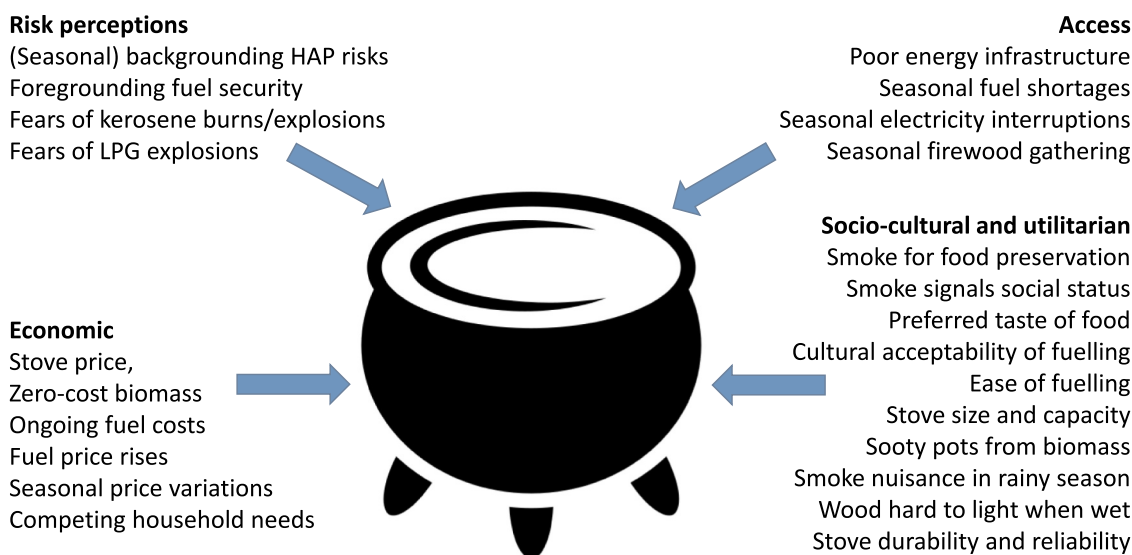 Risk perceptions
(Seasonal) backgrounding HAP risks
Foregrounding fuel security
Fears of kerosene burns/explosions
Fears of LPG explosions
Access
Poor energy infrastructure
Seasonal fuel shortages
Seasonal electricity interruptions
Seasonal firewood gathering
Economic
Stove price,
Zero-cost biomass
Ongoing fuel costs
Fuel price rises
Seasonal price variations
Competing household needs
Socio-cultural and utilitarian
Smoke for food preservation
Smoke signals social status
Preferred taste of food
Cultural acceptability of fuelling
Ease of fuelling
Stove size and capacity
Sooty pots from biomass
Smoke nuisance in rainy season
Wood hard to light when wet
Stove durability and reliability